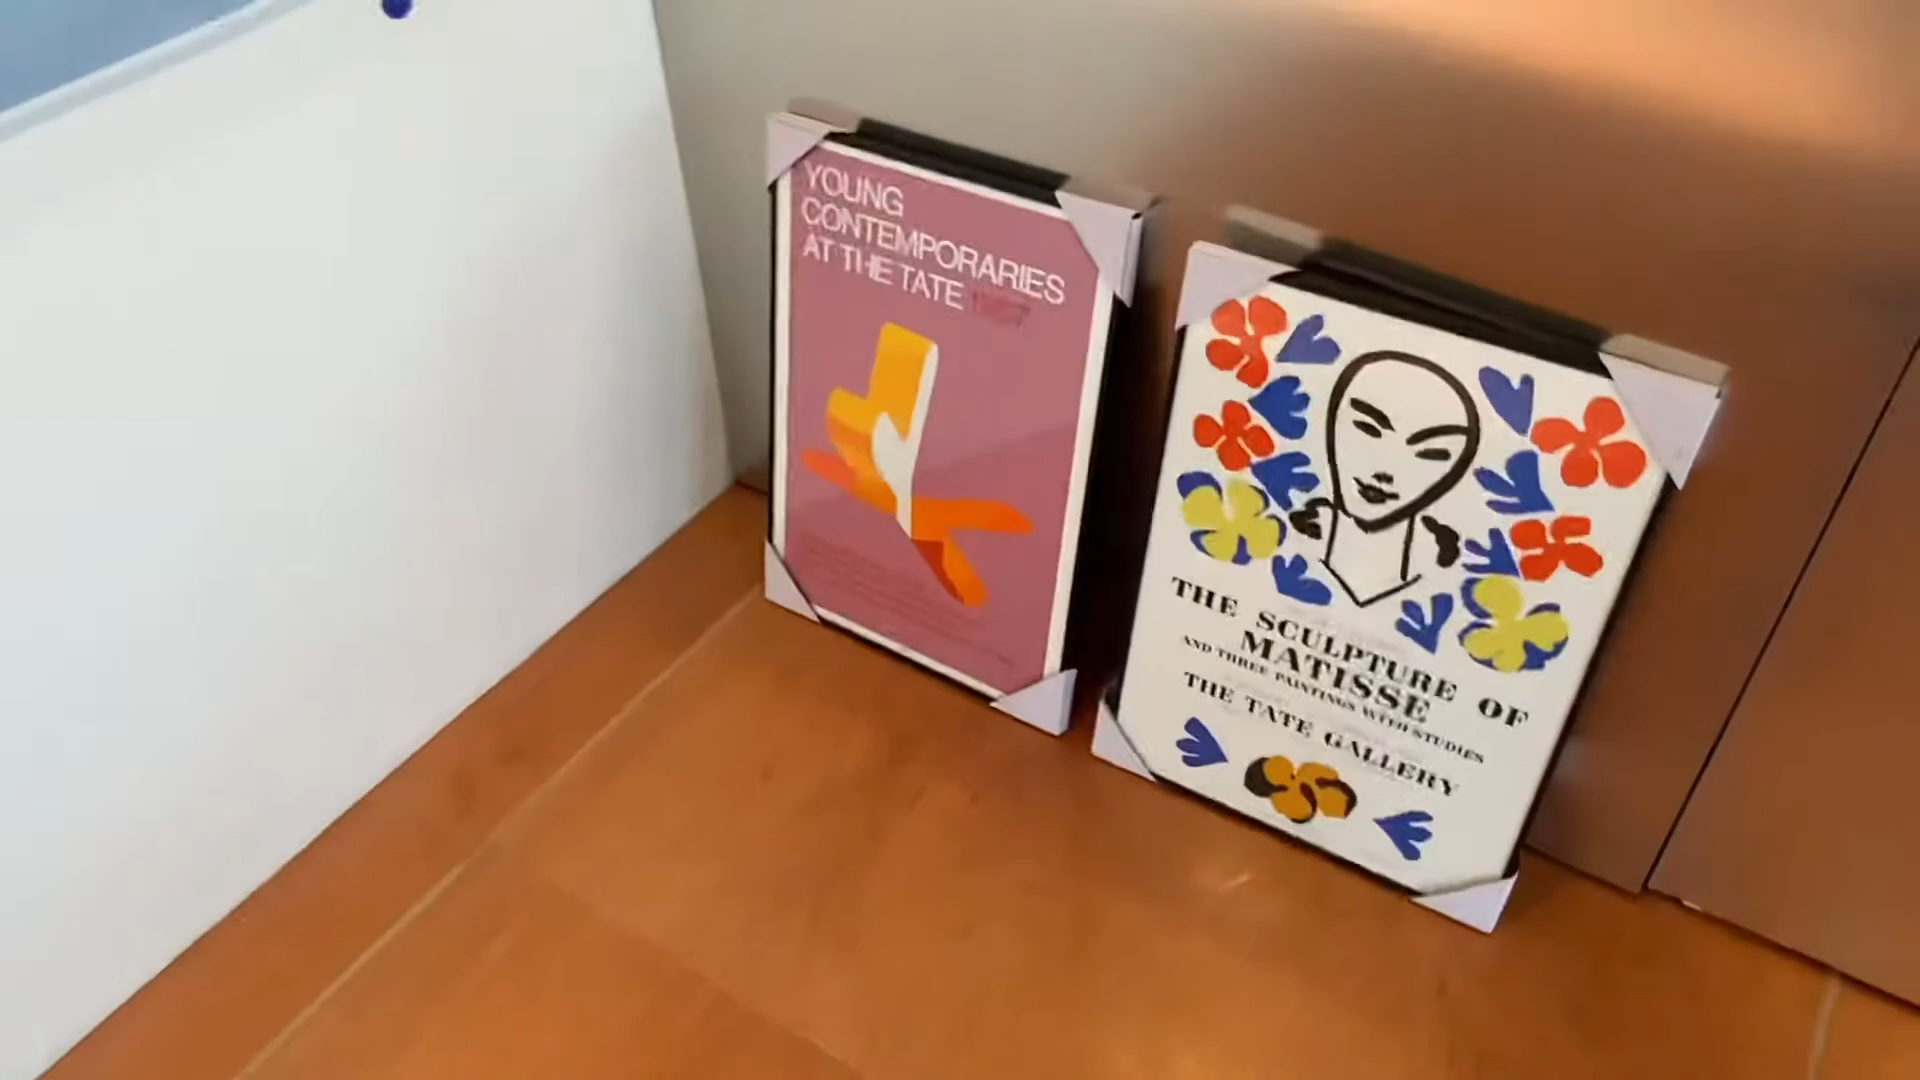 YOUNG
CONTEMPORARIES
AT THE TATE
THE SCULPTURE OF
MATISSE
AND THREE PAINTINGS WITH STUDIES
THE TATE GALLERY